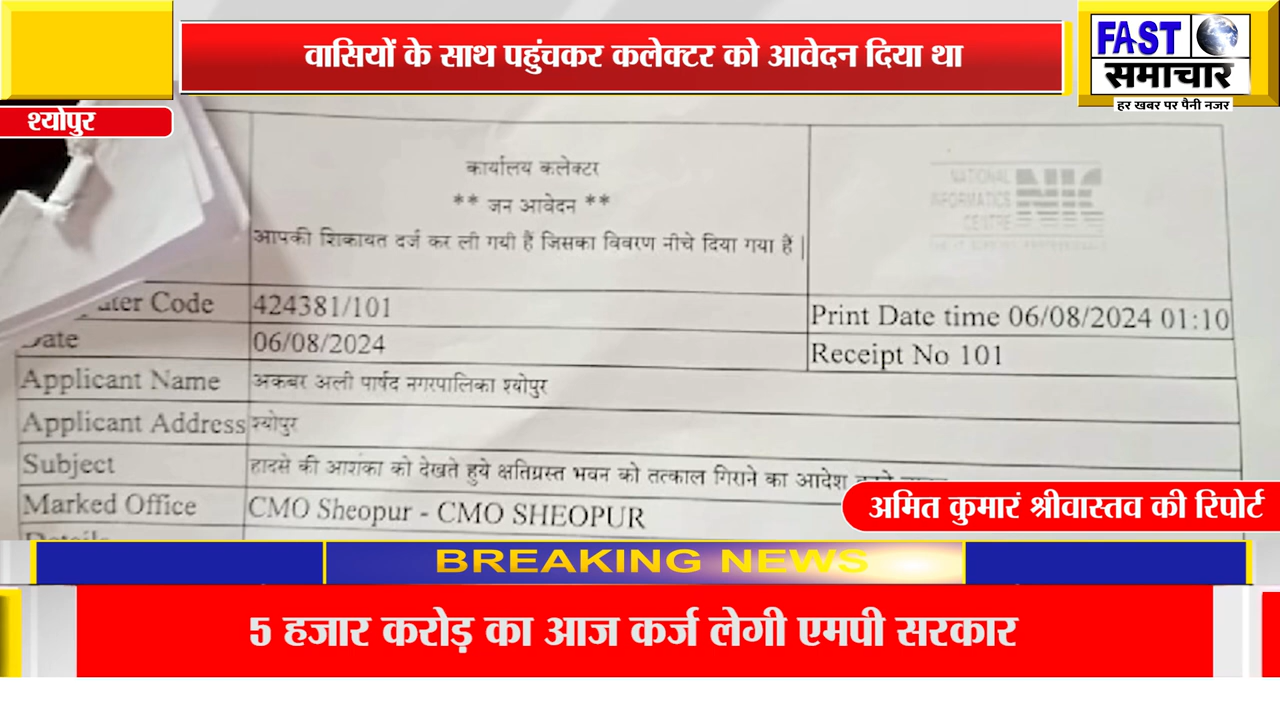 वासियों के साथ पहुंचकर कलेक्टर को आवेदन दिया था
FAST
समाचार
हर खबर पर पैनी नजर
श्योपुर
कार्यालय कलेक्टर
** जन आवेदन **
आपकी शिकायत दर्ज कर ली गयी हैं जिसका विवरण नीचे दिया गया हैं |
NATIONAL
INFORMATICS
CENTRE
NIC
Code 424381/101
Print Date time 06/08/2024 01:10
Date 06/08/2024
Receipt No 101
Applicant Name अकबर अली पार्षद नगरपालिका श्योपुर
Applicant Address श्योपुर
Subject हादसे की आशंका को देखते हुये क्षतिग्रस्त भवन को तत्काल गिराने का आदेश
Marked Office CMO Sheopur - CMO SHEOPUR
अमित कुमारं श्रीवास्तव की रिपोर्ट
BREAKING NEWS
5 हजार करोड़ का आज कर्ज लेगी एमपी सरकार